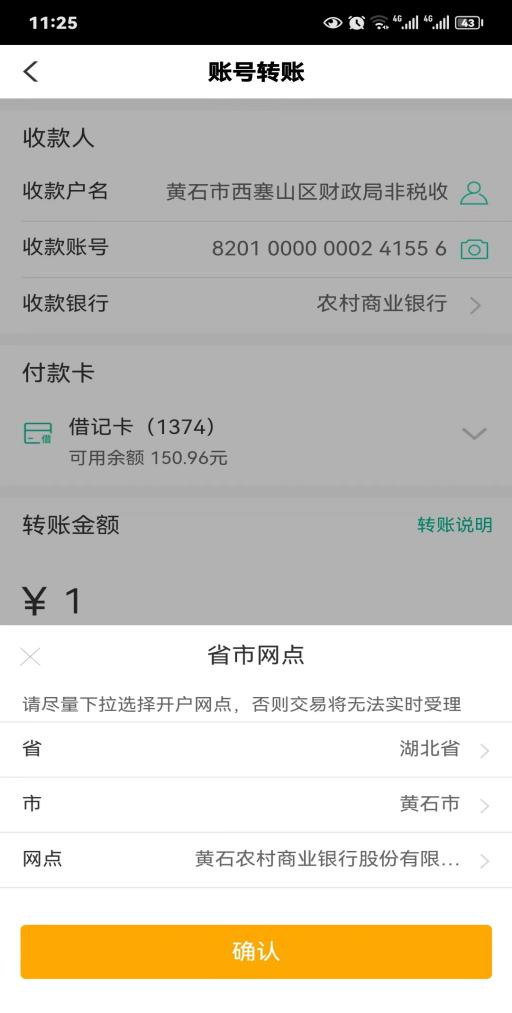 11:25
4G 4G 43
账号转账
收款人
收款户名 黄石市西塞山区财政局非税收
收款账号 8201 0000 0002 4155 6
收款银行 农村商业银行
付款卡
借 借记卡（1374）
可用余额 150.96元
转账金额 转账说明
¥ 1
省市网点
请尽量下拉选择开户网点，否则交易将无法实时受理
省 湖北省
市 黄石市
网点 黄石农村商业银行股份有限...
确认